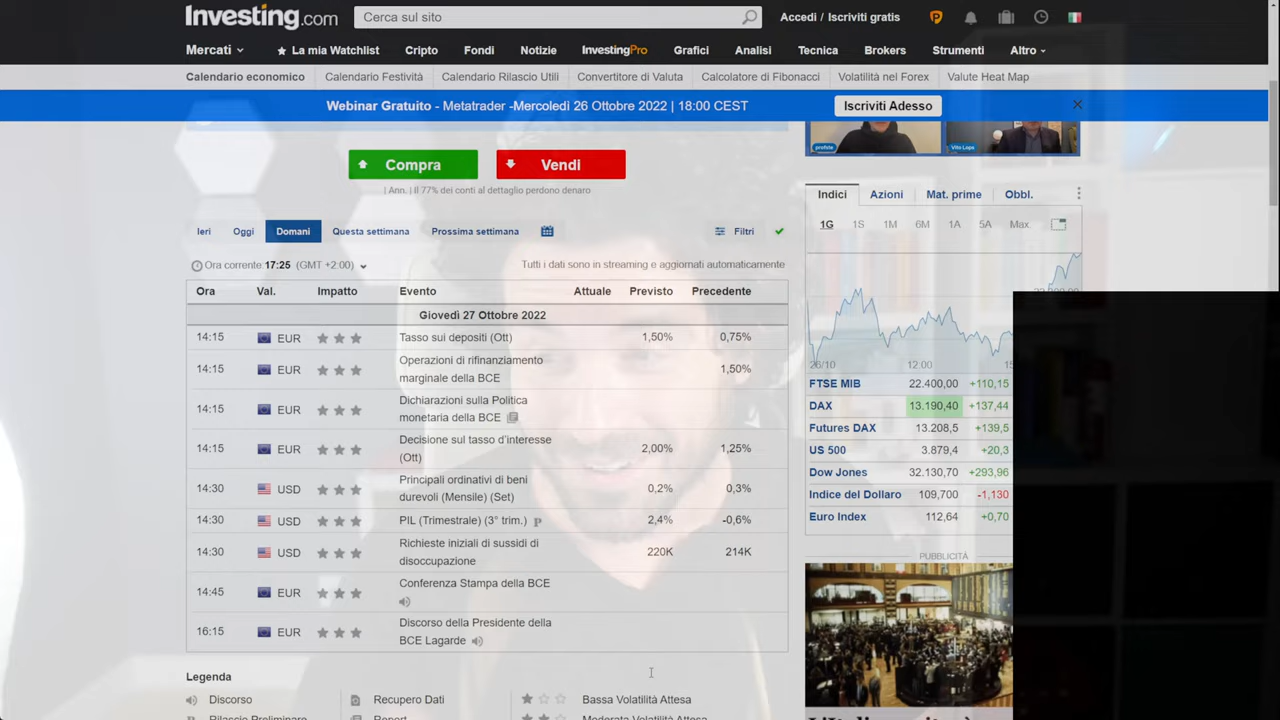 Investing.com
Cerca sul sito
Accedi / Iscriviti gratis
Mercati
La mia Watchlist
Cripto
Fondi
Notizie
InvestingPro
Grafici
Analisi
Tecnica
Brokers
Strumenti
Altro
Calendario economico
Calendario Festività
Calendario Rilascio Utili
Convertitore di Valuta
Calcolatore di Fibonacci
Volatilità nel Forex
Valute Heat Map
Webinar Gratuito - Metatrader -Mercoledì 26 Ottobre 2022 | 18:00 CEST
Iscriviti Adesso
Compra
Vendi
| Ann. | Il 77% dei conti al dettaglio perdono denaro
Ieri
Oggi
Domani
Questa settimana
Prossima settimana
Filtri
Ora corrente: 17:25 (GMT +2:00)
Tutti i dati sono in streaming e aggiornati automaticamente
Ora Val. Impatto Evento Attuale Previsto Precedente
Giovedì 27 Ottobre 2022
14:15 EUR Tasso sui depositi (Ott) 1,50% 0,75%
14:15 EUR Operazioni di rifinanziamento
marginale della BCE 1,50%
14:15 EUR Dichiarazioni sulla Politica
monetaria della BCE
14:15 EUR Decisione sul tasso d'interesse
(Ott) 2,00% 1,25%
14:30 USD Principali ordinativi di beni
durevoli (Mensile) (Set) 0,2% 0,3%
14:30 USD PIL (Trimestrale) (3° trim.) 2,4% -0,6%
14:30 USD Richieste iniziali di sussidi di
disoccupazione 220K 214K
14:45 EUR Conferenza Stampa della BCE
16:15 EUR Discorso della Presidente della
BCE Lagarde
Legenda
Discorso
Recupero Dati
Bassa Volatilità Attesa
Rilascio Preliminare
Report
Moderata Volatilità Attesa
profeta
Vito Lops
Indici
Azioni
Mat. prime
Obbl.
1G 1S 1M 6M 1A 5A Max.
26/10 12:00
FTSE MIB 22.400,00 +110,15
DAX 13.190,40 +137,44
Futures DAX 13.208,5 +139,5
US 500 3.879,4 +20,3
Dow Jones 32.130,70 +293,96
Indice del Dollaro 109,700 -1,130
Euro Index 112,64 +0,70
PUBBLICITÀ